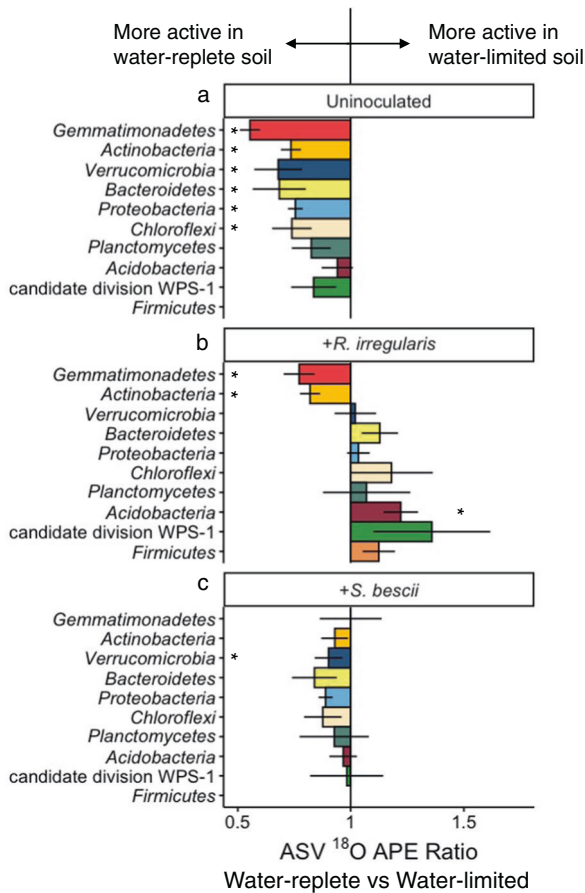 More active in
water-replete soil
More active in
water-limited soil
a
Uninoculated
Gemmatimonadetes *
Actinobacteria *
Verrucomicrobia *
Bacteroidetes *
Proteobacteria *
Chloroflexi *
Planctomycetes
Acidobacteria
candidate division WPS-1
Firmicutes
b
+R. irregularis
Gemmatimonadetes *
Actinobacteria *
Verrucomicrobia
Bacteroidetes
Proteobacteria
Chloroflexi
Planctomycetes
Acidobacteria *
candidate division WPS-1
Firmicutes
c
+S. bescii
Gemmatimonadetes
Actinobacteria
Verrucomicrobia *
Bacteroidetes
Proteobacteria
Chloroflexi
Planctomycetes
Acidobacteria
candidate division WPS-1
Firmicutes
0.5 1 1.5
ASV ¹⁸O APE Ratio
Water-replete vs Water-limited